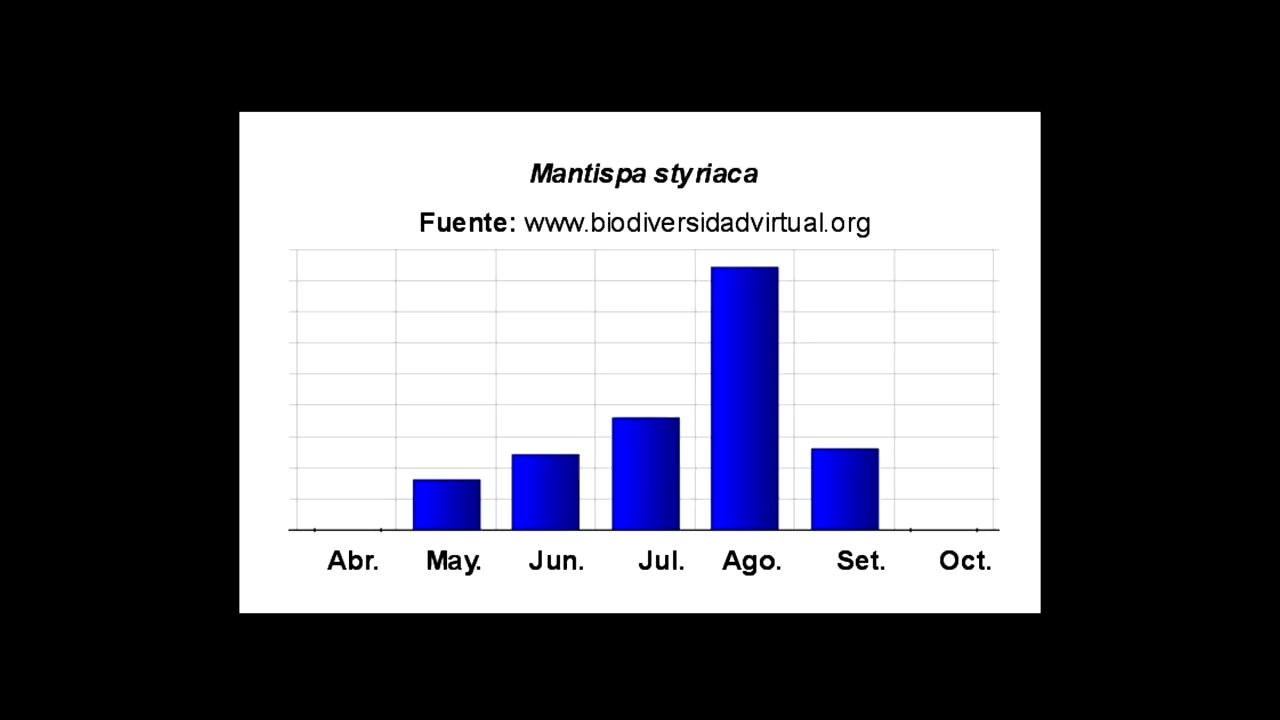 Mantispa styriaca
Fuente: www.biodiversidadvirtual.org
Abr. May. Jun. Jul. Ago. Set. Oct.